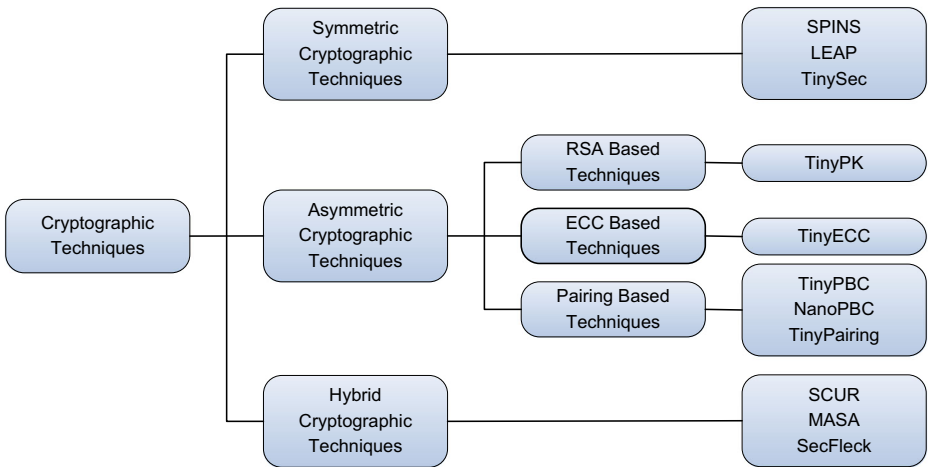 Symmetric
Cryptographic
Techniques
SPINS
LEAP
TinySec
RSA Based
Techniques
TinyPK
Cryptographic
Techniques
Asymmetric
Cryptographic
Techniques
ECC Based
Techniques
TinyECC
Pairing Based
Techniques
TinyPBC
NanoPBC
TinyPairing
Hybrid
Cryptographic
Techniques
SCUR
MASA
SecFleck